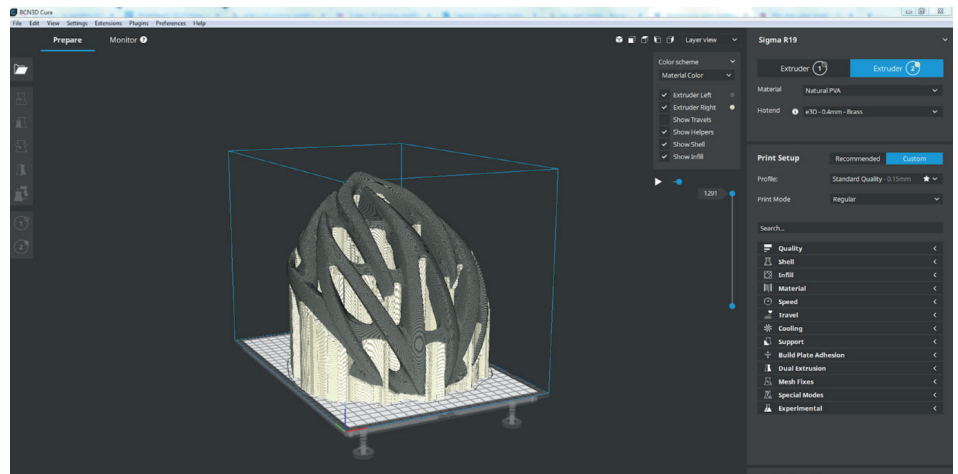 BCN3D Cura
File Edit View Settings Extensions Plugins Preferences Help
Prepare Monitor
Layer view
Sigma R19
Color scheme
Material Color
Extruder Left
Extruder Right
Show Travels
Show Helpers
Show Shell
Show Infill
1291
Extruder 1 Extruder 2
Material Natural PVA
Hotend e3D - 0.4mm - Brass
Print Setup Recommended Custom
Profile: Standard Quality - 0.15mm
Print Mode Regular
Search...
Quality
Shell
Infill
Material
Speed
Travel
Cooling
Support
Build Plate Adhesion
Dual Extrusion
Mesh Fixes
Special Modes
Experimental
1
2